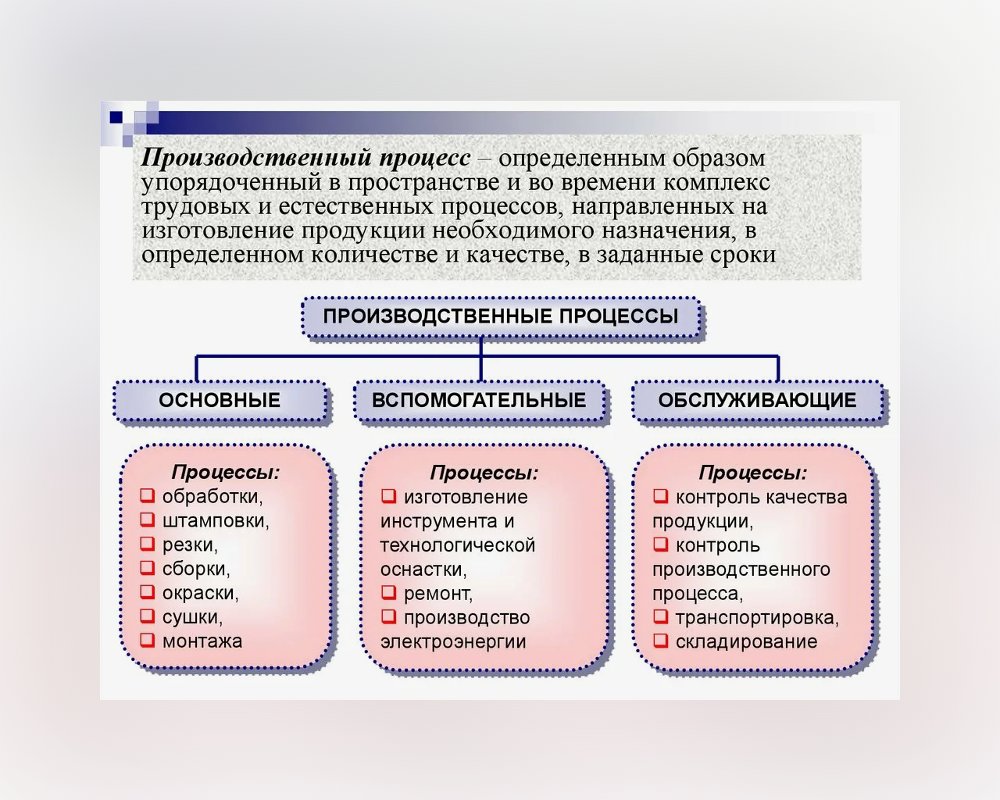 Производственный процесс – определенным образом
упорядоченный в пространстве и во времени комплекс
трудовых и естественных процессов, направленных на
изготовление продукции необходимого назначения, в
определенном количестве и качестве, в заданные сроки
ПРОИЗВОДСТВЕННЫЕ ПРОЦЕССЫ
ОСНОВНЫЕ
Процессы:
обработки,
штамповки,
резки,
сборки,
окраски,
сушки,
монтажа
ВСПОМОГАТЕЛЬНЫЕ
Процессы:
изготовление
инструмента и
технологической
оснастки,
ремонт,
производство
электроэнергии
ОБСЛУЖИВАЮЩИЕ
Процессы:
контроль качества
продукции,
контроль
производственного
процесса,
транспортировка,
складирование